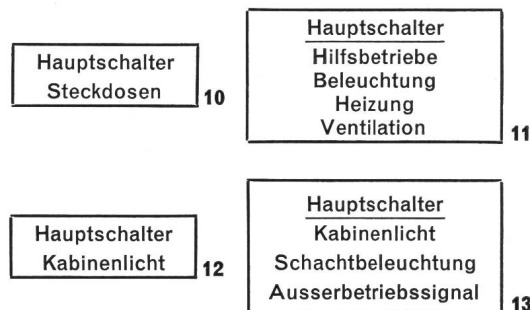 Hauptschalter
Steckdosen
10
Hauptschalter
Hilfsbetriebe
Beleuchtung
Heizung
Ventilation
11
Hauptschalter
Kabinenlicht
12
Hauptschalter
Kabinenlicht
Schachtbeleuchtung
Ausserbetriebssignal
13